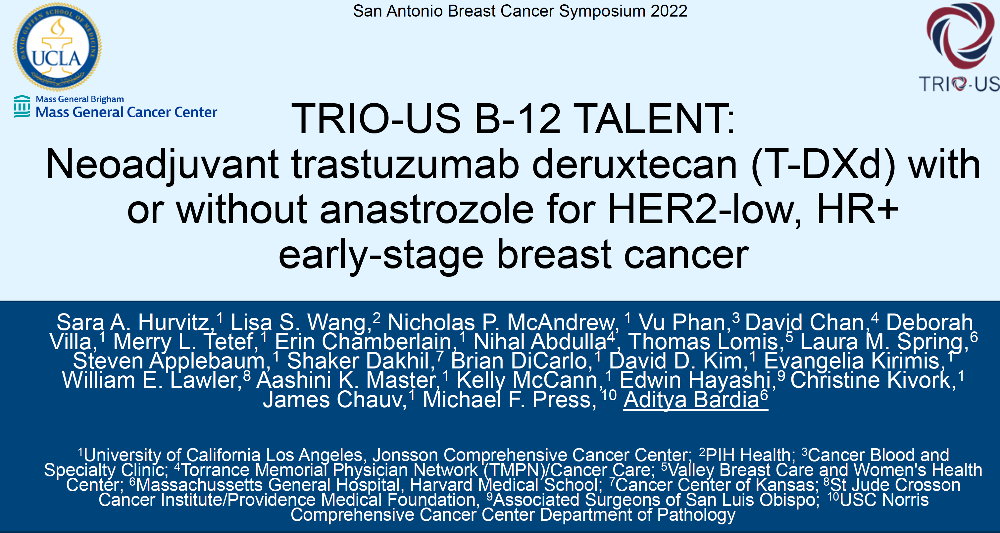 San Antonio Breast Cancer Symposium 2022
DAVID GEFFEN SCHOOL OF MEDICINE
UCLA
Mass General Brigham
Mass General Cancer Center
TRIO-US
TRIO-US B-12 TALENT:
Neoadjuvant trastuzumab deruxtecan (T-DXd) with
or without anastrozole for HER2-low, HR+
early-stage breast cancer
Sara A. Hurvitz,¹ Lisa S. Wang,² Nicholas P. McAndrew,¹ Vu Phan,³ David Chan,⁴ Deborah
Villa,¹ Merry L. Tetef,¹ Erin Chamberlain,¹ Nihal Abdulla⁴, Thomas Lomis,⁵ Laura M. Spring,⁶
Steven Applebaum,¹ Shaker Dakhil,⁷ Brian DiCarlo,¹ David D. Kim,¹ Evangelia Kirimis,¹
William E. Lawler,⁸ Aashini K. Master,¹ Kelly McCann,¹ Edwin Hayashi,⁹ Christine Kivork,¹
James Chauv,¹ Michael F. Press,¹⁰ Aditya Bardia⁶
¹University of California Los Angeles, Jonsson Comprehensive Cancer Center; ²PIH Health; ³Cancer Blood and
Specialty Clinic; ⁴Torrance Memorial Physician Network (TMPN)/Cancer Care; ⁵Valley Breast Care and Women's Health
Center; ⁶Massachussetts General Hospital, Harvard Medical School; ⁷Cancer Center of Kansas; ⁸St Jude Crosson
Cancer Institute/Providence Medical Foundation, ⁹Associated Surgeons of San Luis Obispo; ¹⁰USC Norris
Comprehensive Cancer Center Department of Pathology